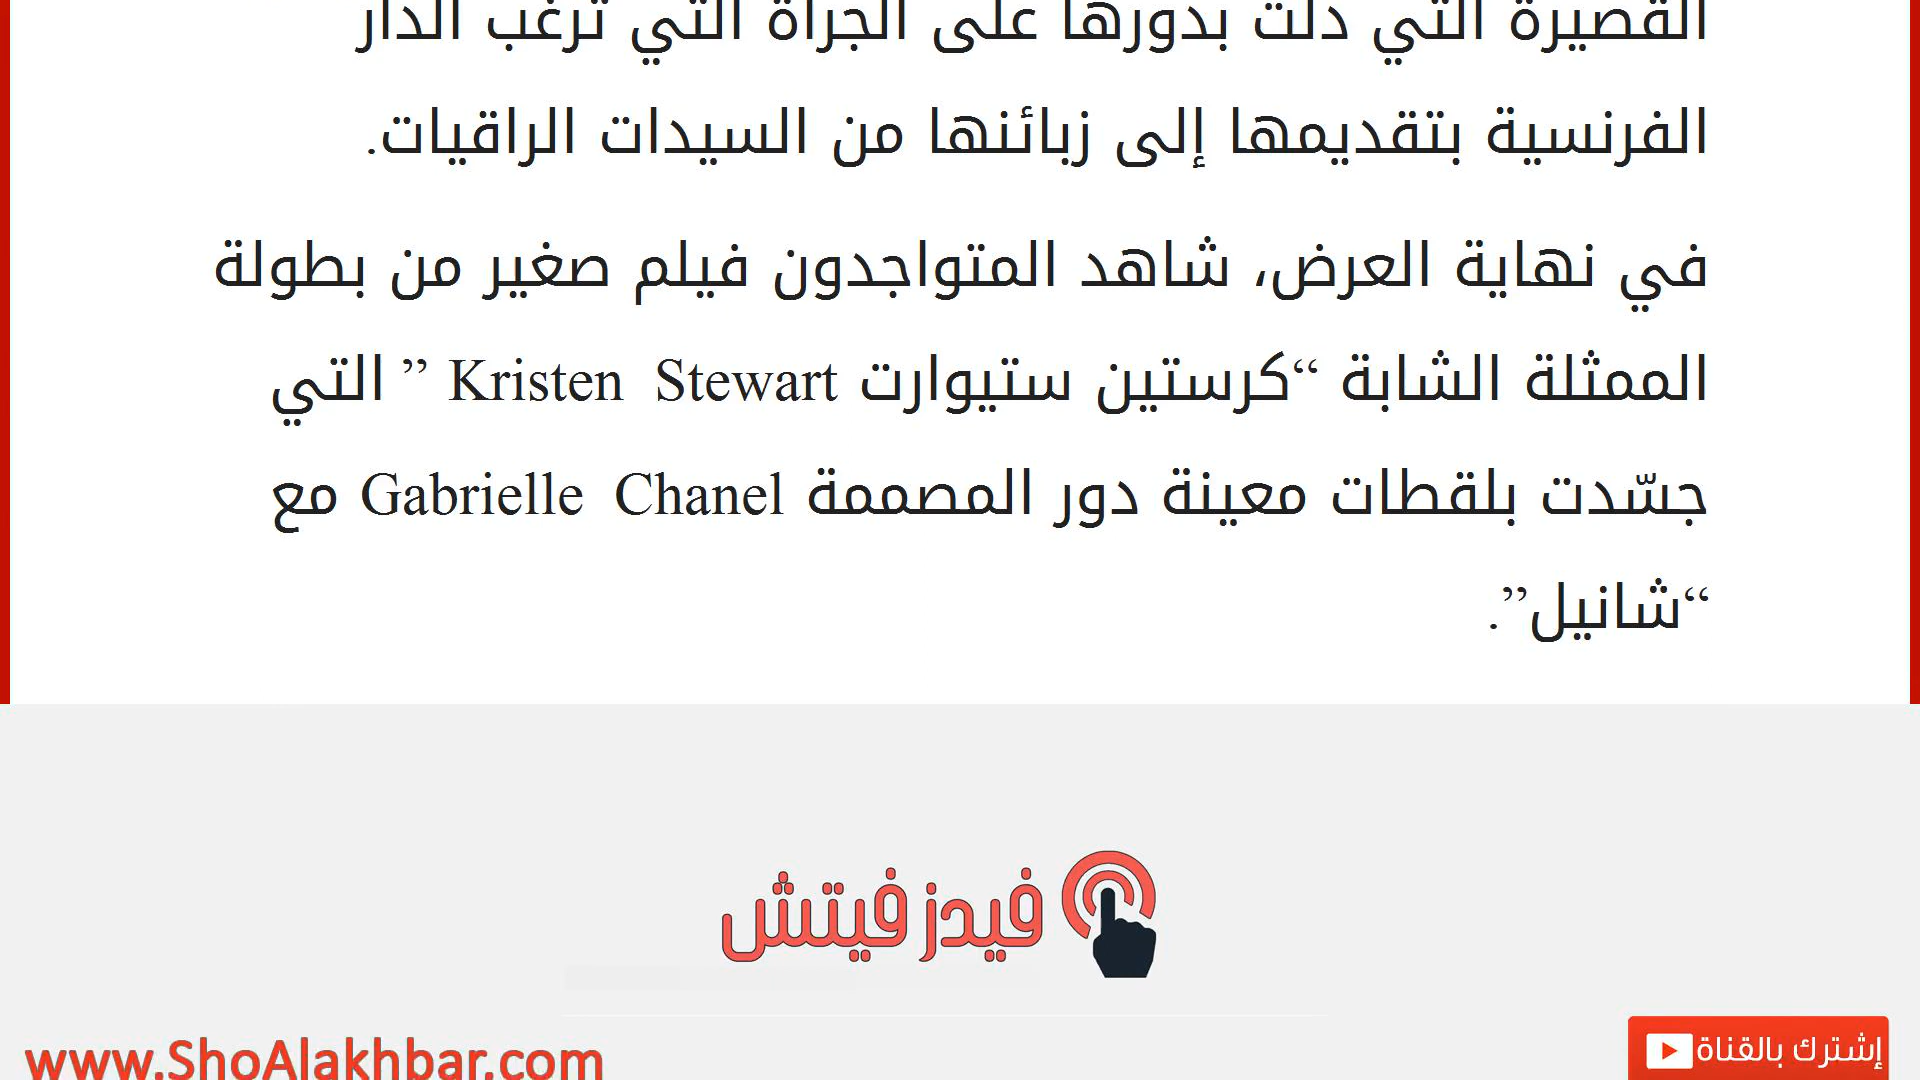 القصيرة التي دلت بدورها على الجرأة التي ترغب الدار
الفرنسية بتقديمها إلى زبائنها من السيدات الراقيات.
في نهاية العرض، شاهد المتواجدون فيلم صغير من بطولة
الممثلة الشابة “كرستين ستيوارت Kristen Stewart ” التي
جسّدت بلقطات معينة دور المصممة Gabrielle Chanel مع
“شانيل”.
فيدز فيتش
www.ShoAlakhbar.com
إشترك بالقناة